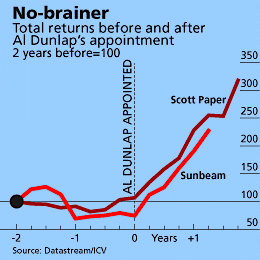 No-brainer
Total returns before and after
Al Dunlap's appointment
2 years before=100
AL DUNLAP APPOINTED
350
300
250
200
150
100
50
Scott Paper
Sunbeam
-2
-1
0
Years
+1
Source: Datastream/ICV